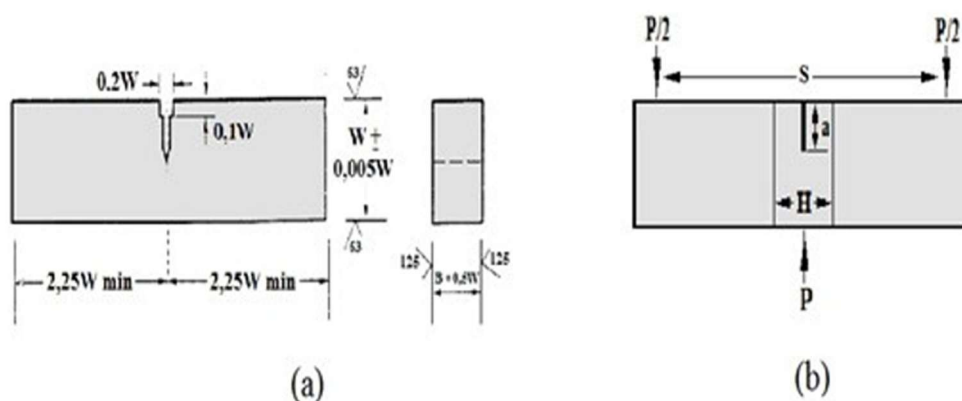 0.2W
0,1W
63
W ±
0,005W
63
2,25W min
2,25W min
125
125
B = 0,5W
(a)
P/2
P/2
S
a
H
P
(b)